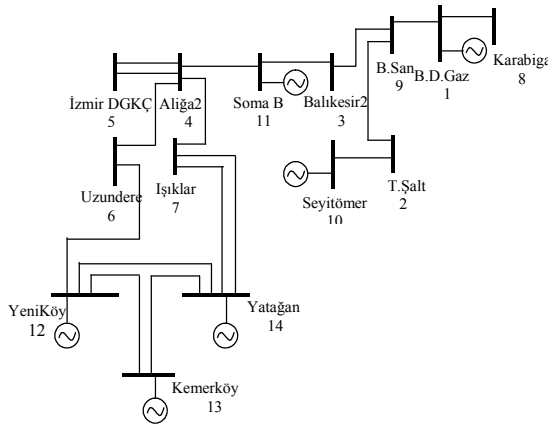 İzmir DGKÇ
5
Aliğa2
4
Soma B
11
Balıkesir2
3
B.San
9
B.D.Gaz
1
Karabiga
8
Uzundere
6
Işıklar
7
Seyitömer
10
T.Şalt
2
YeniKöy
12
Yatağan
14
Kemerköy
13